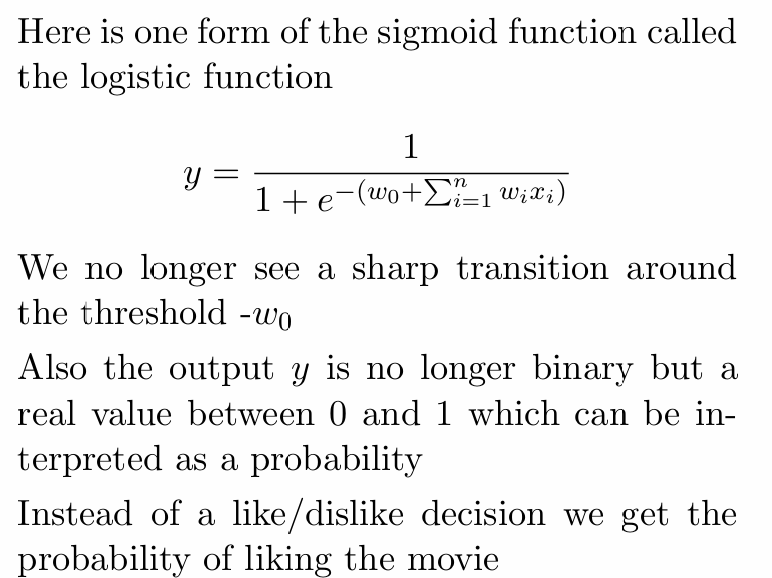 Here is one form of the sigmoid function called
the logistic function
y = \frac{1}{1 + e^{-(w_0 + \sum_{i=1}^{n} w_i x_i)}}
We no longer see a sharp transition around
the threshold -w₀
Also the output y is no longer binary but a
real value between 0 and 1 which can be in-
terpreted as a probability
Instead of a like/dislike decision we get the
probability of liking the movie